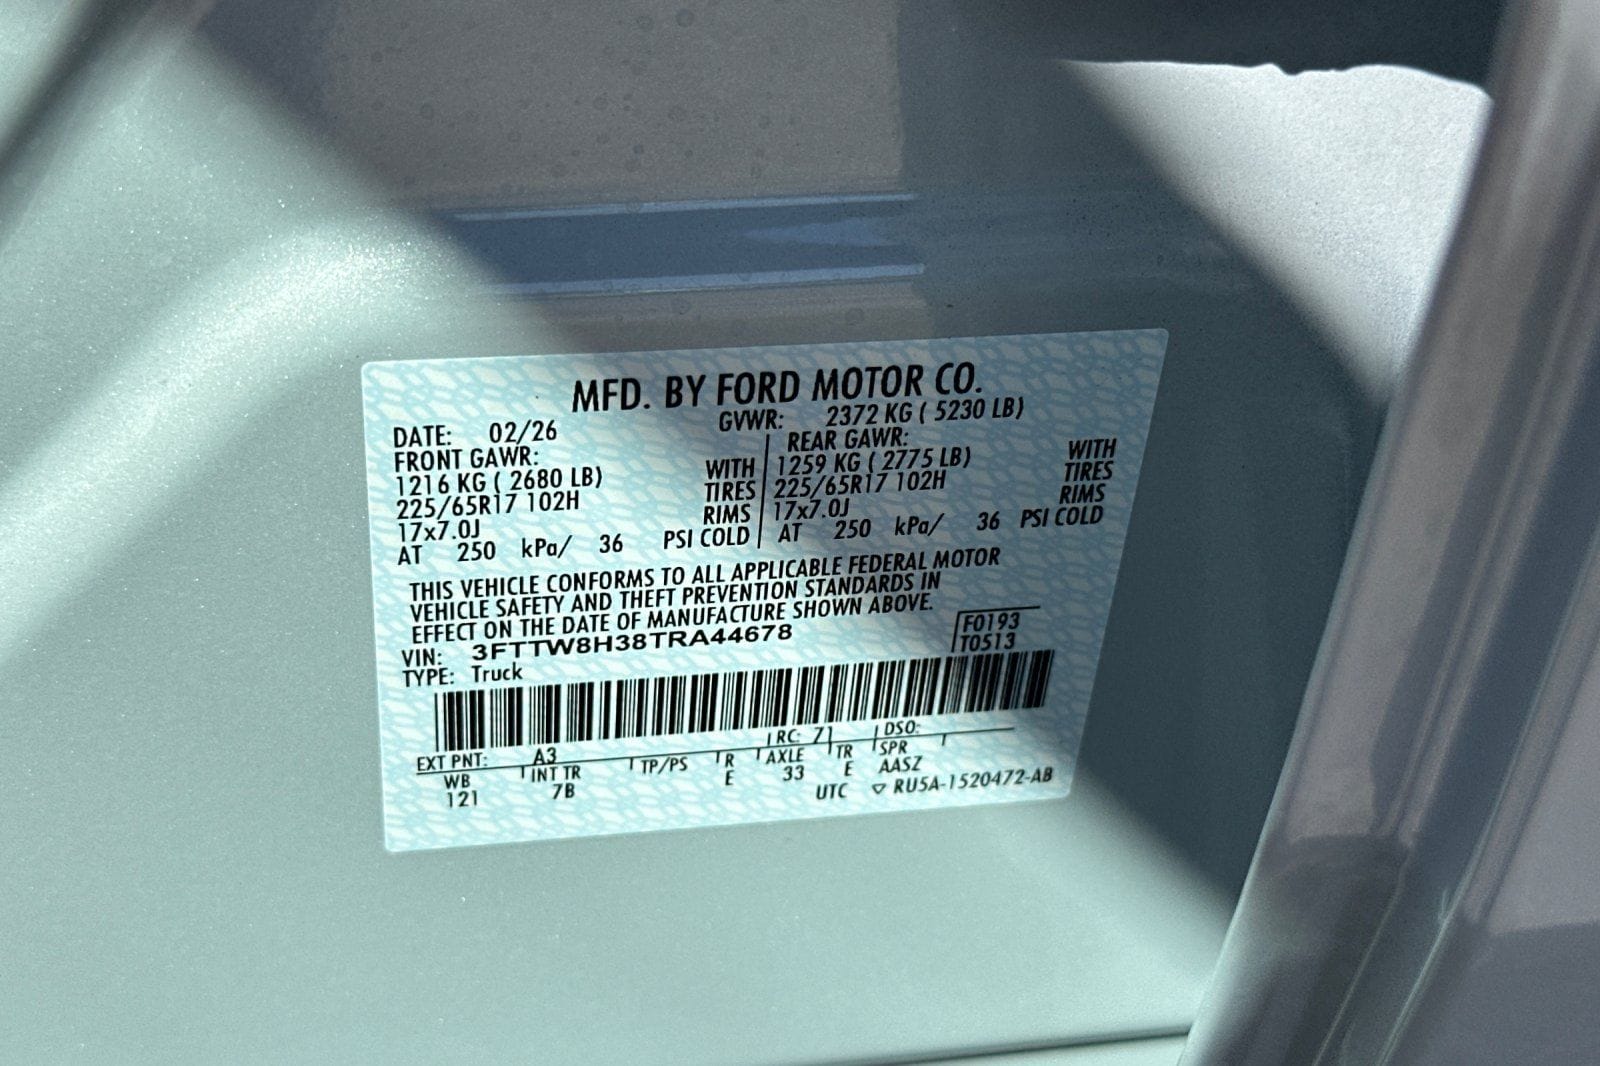 MFD. BY FORD MOTOR CO.
DATE: 02/26 GVWR: 2372 KG ( 5230 LB)
FRONT GAWR: REAR GAWR:
1216 KG ( 2680 LB) WITH 1259 KG ( 2775 LB) WITH
225/65R17 102H TIRES 225/65R17 102H TIRES
17x7.0J RIMS 17x7.0J RIMS
AT 250 kPa/ 36 PSI COLD AT 250 kPa/ 36 PSI COLD
THIS VEHICLE CONFORMS TO ALL APPLICABLE FEDERAL MOTOR
VEHICLE SAFETY AND THEFT PREVENTION STANDARDS IN
EFFECT ON THE DATE OF MANUFACTURE SHOWN ABOVE.
VIN: 3FTTW8H38TRA44678 F0193
TYPE: Truck T0513
EXT PNT: A3 RC: 71 DSO:
WB INT TR TP/PS R AXLE TR SPR
121 7B E 33 E AASZ
UTC ▽ RU5A-1520472-AB